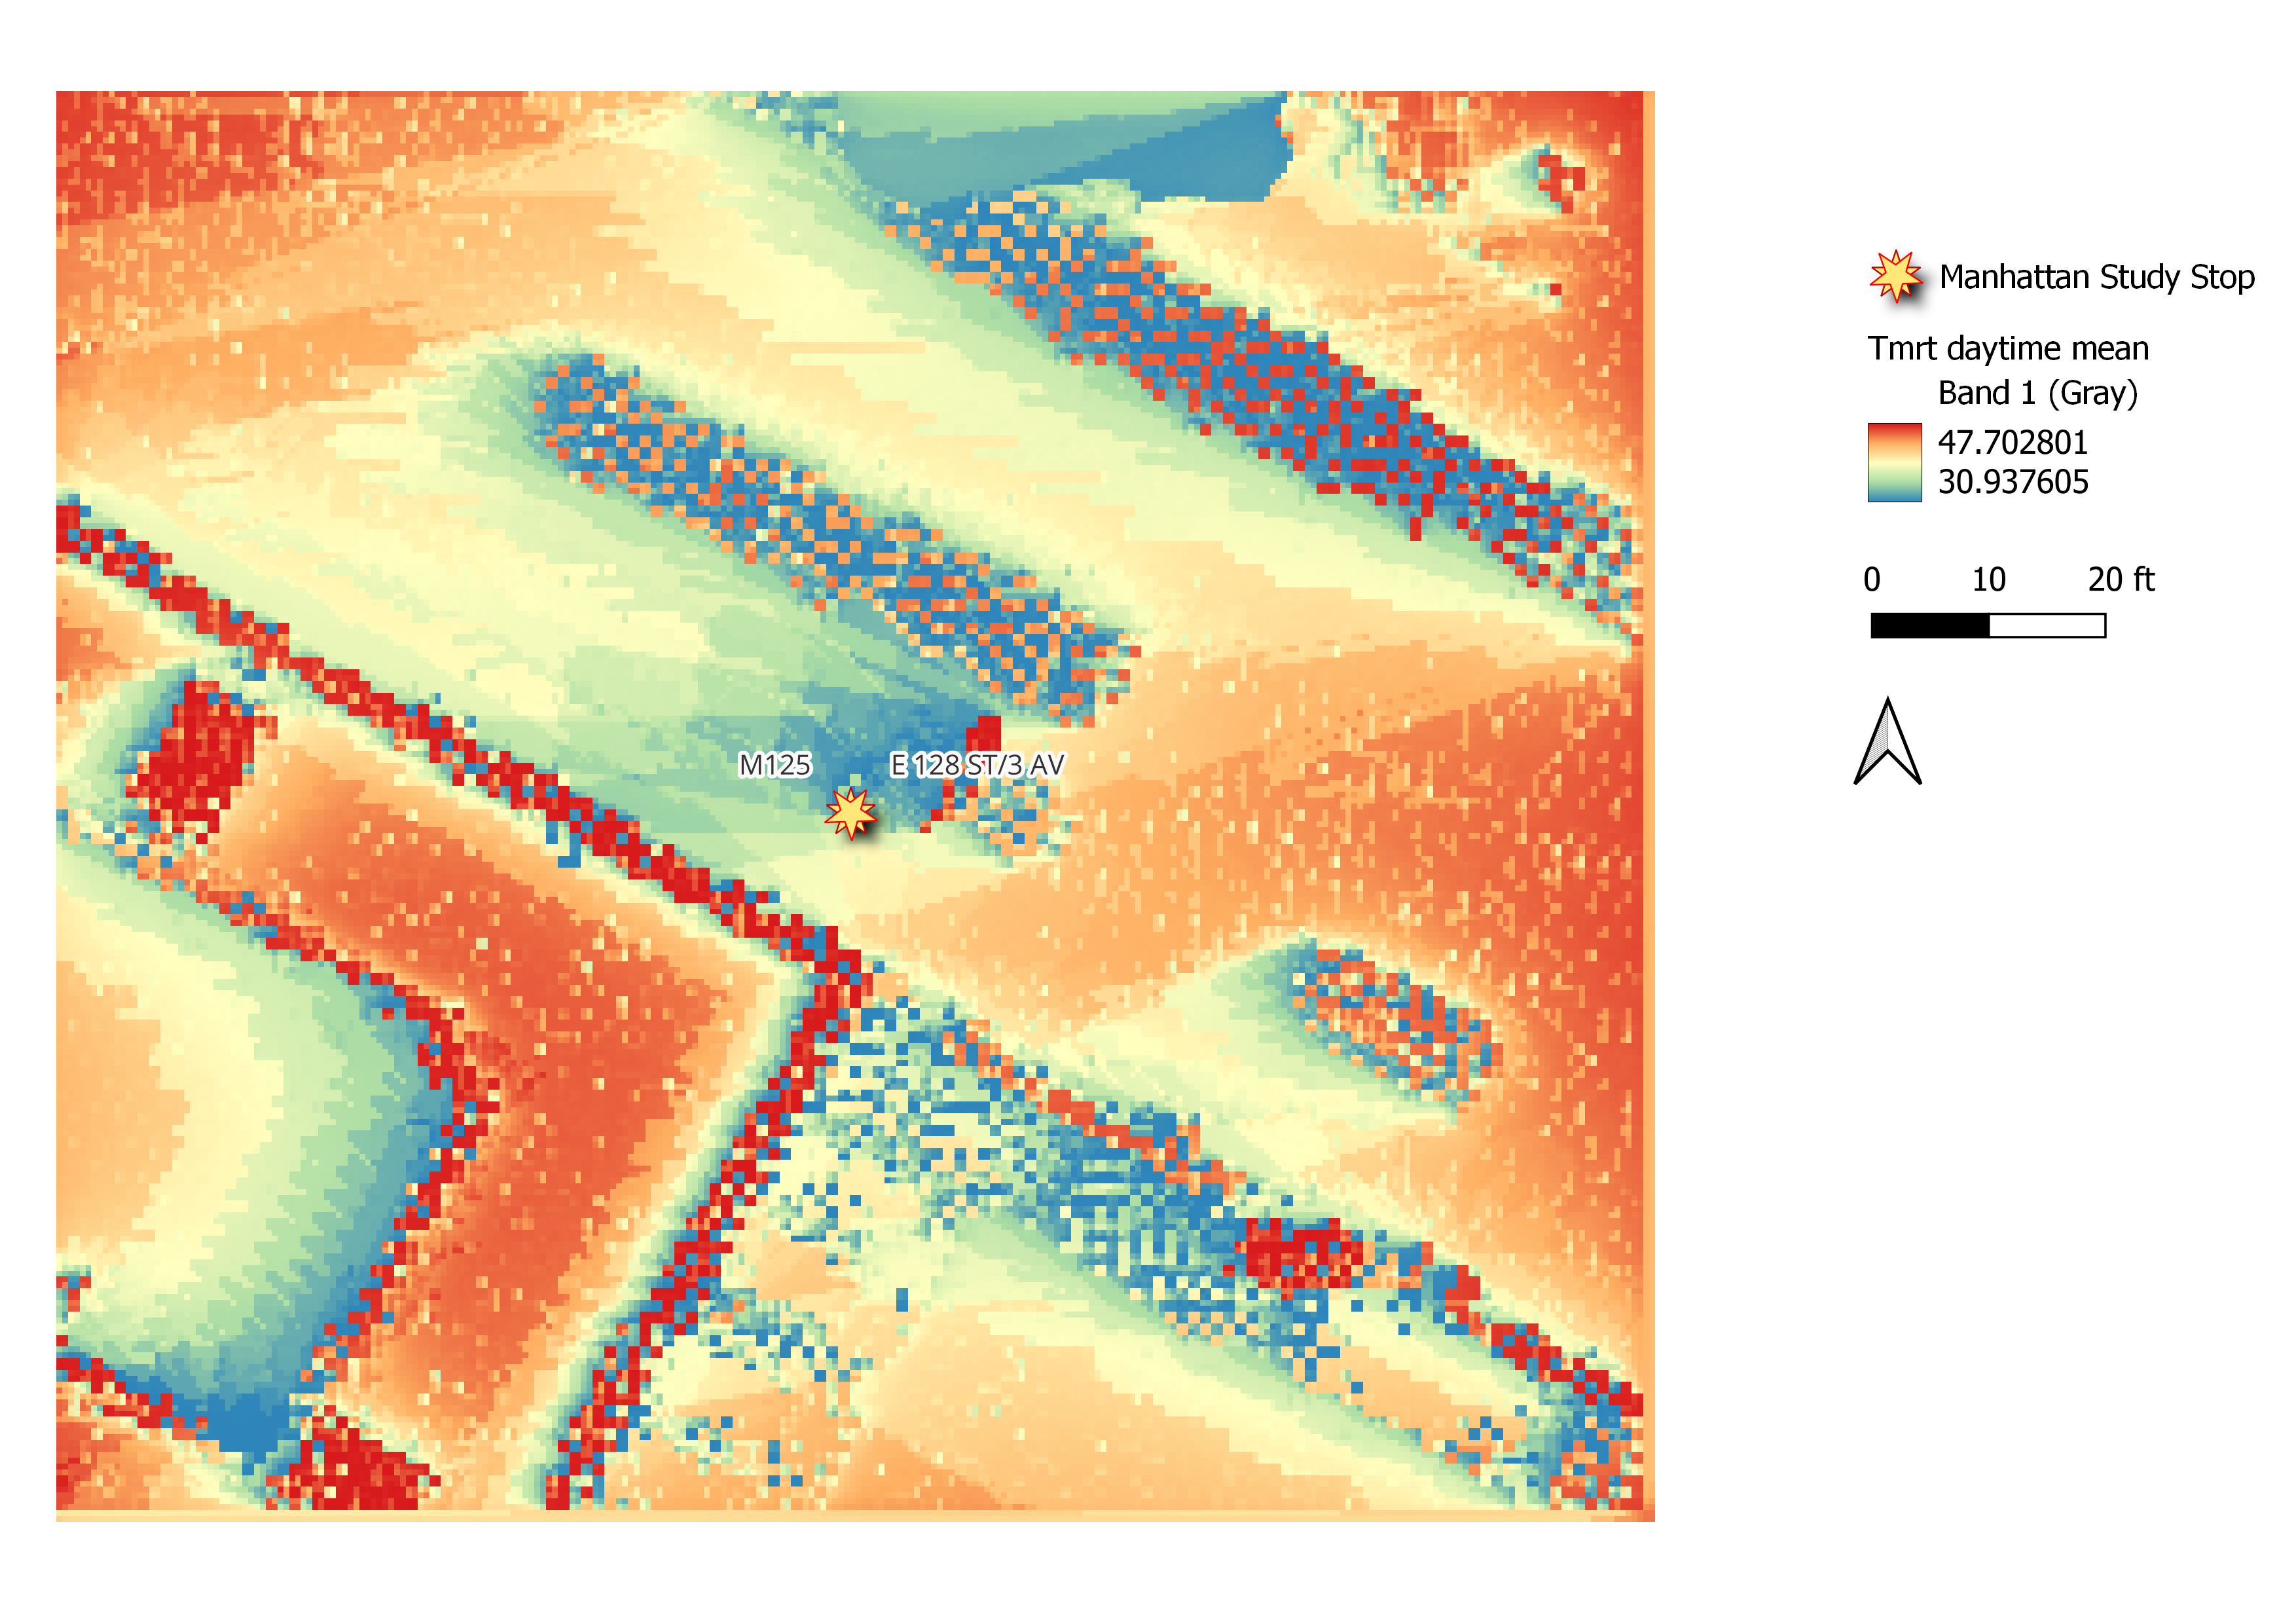 Manhattan Study Stop
Tmrt daytime mean
Band 1 (Gray)
47.702801
30.937605
0 10 20 ft
M125 E 128 ST/3 AV